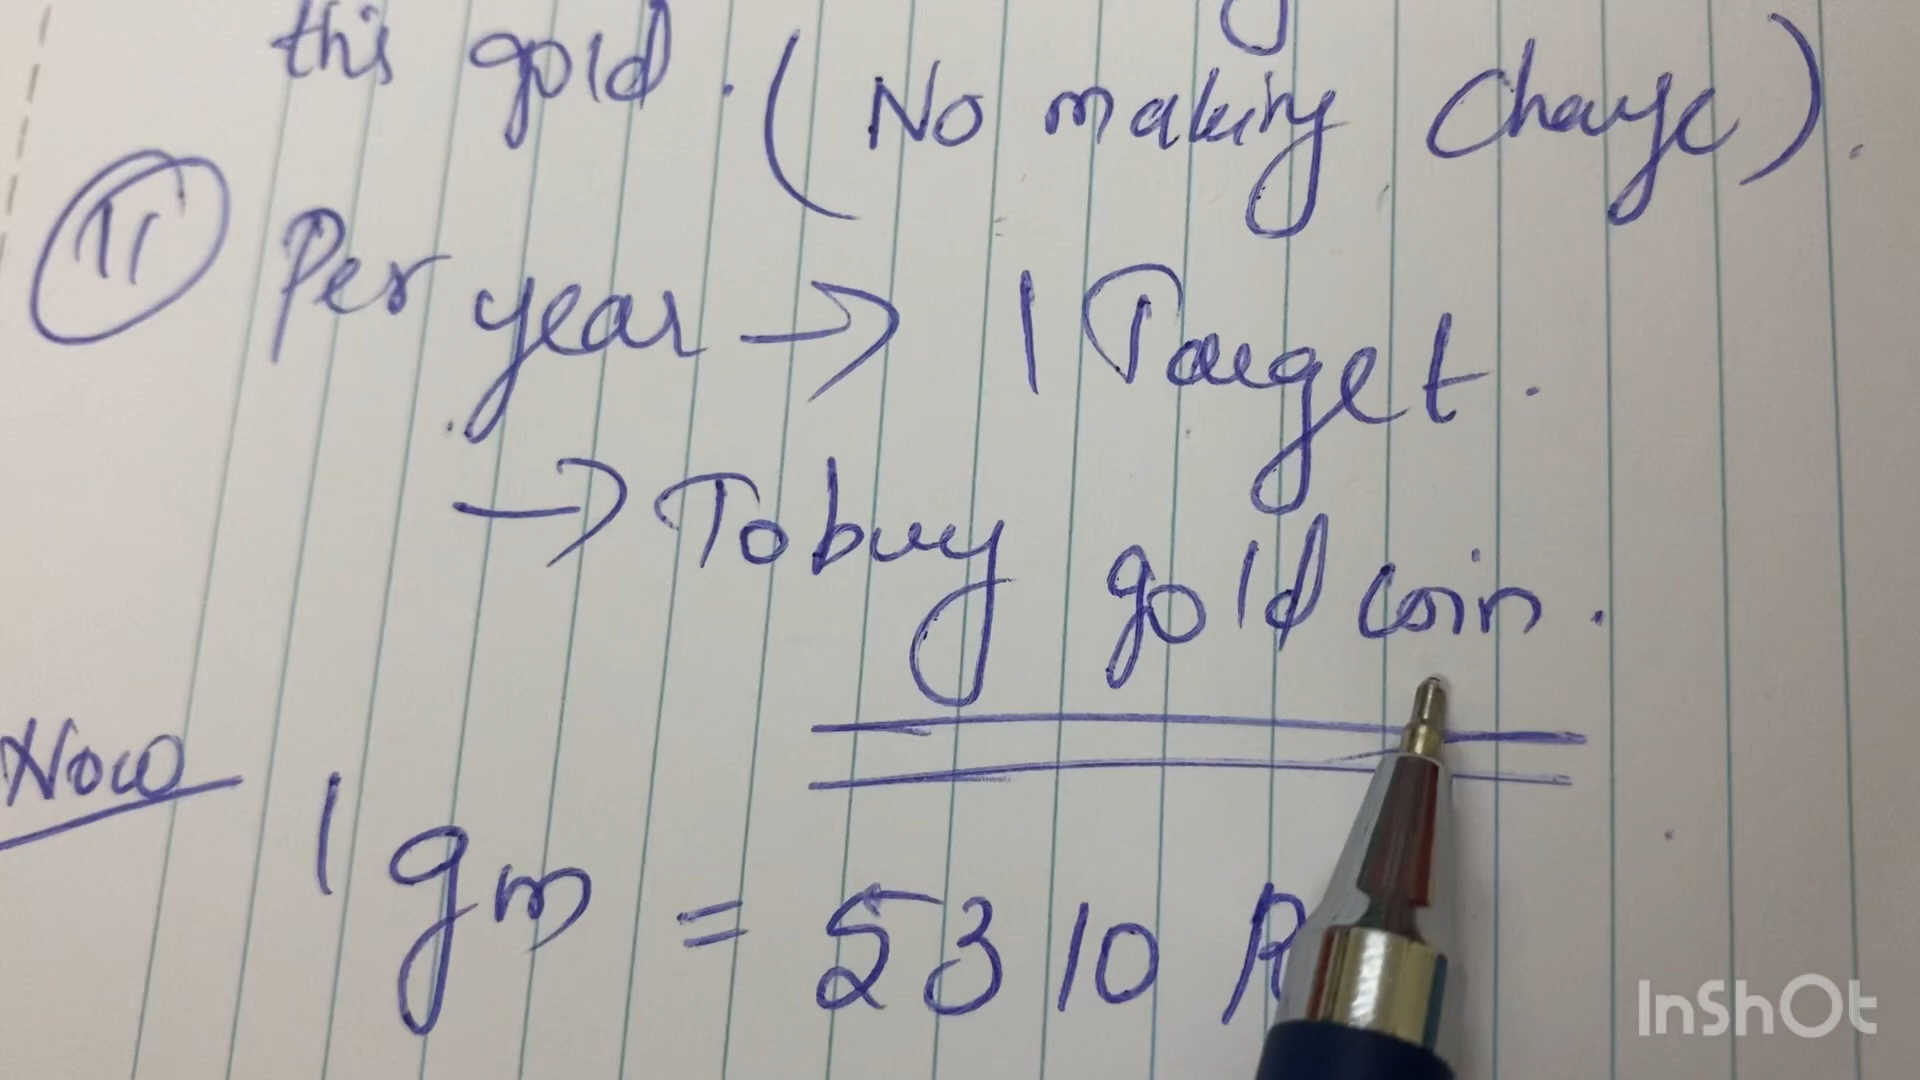 this gold. (No making charge).
II Per year → 1 Target.
→ To buy gold coin.
Now 1 gm = 5310 R
InShOt